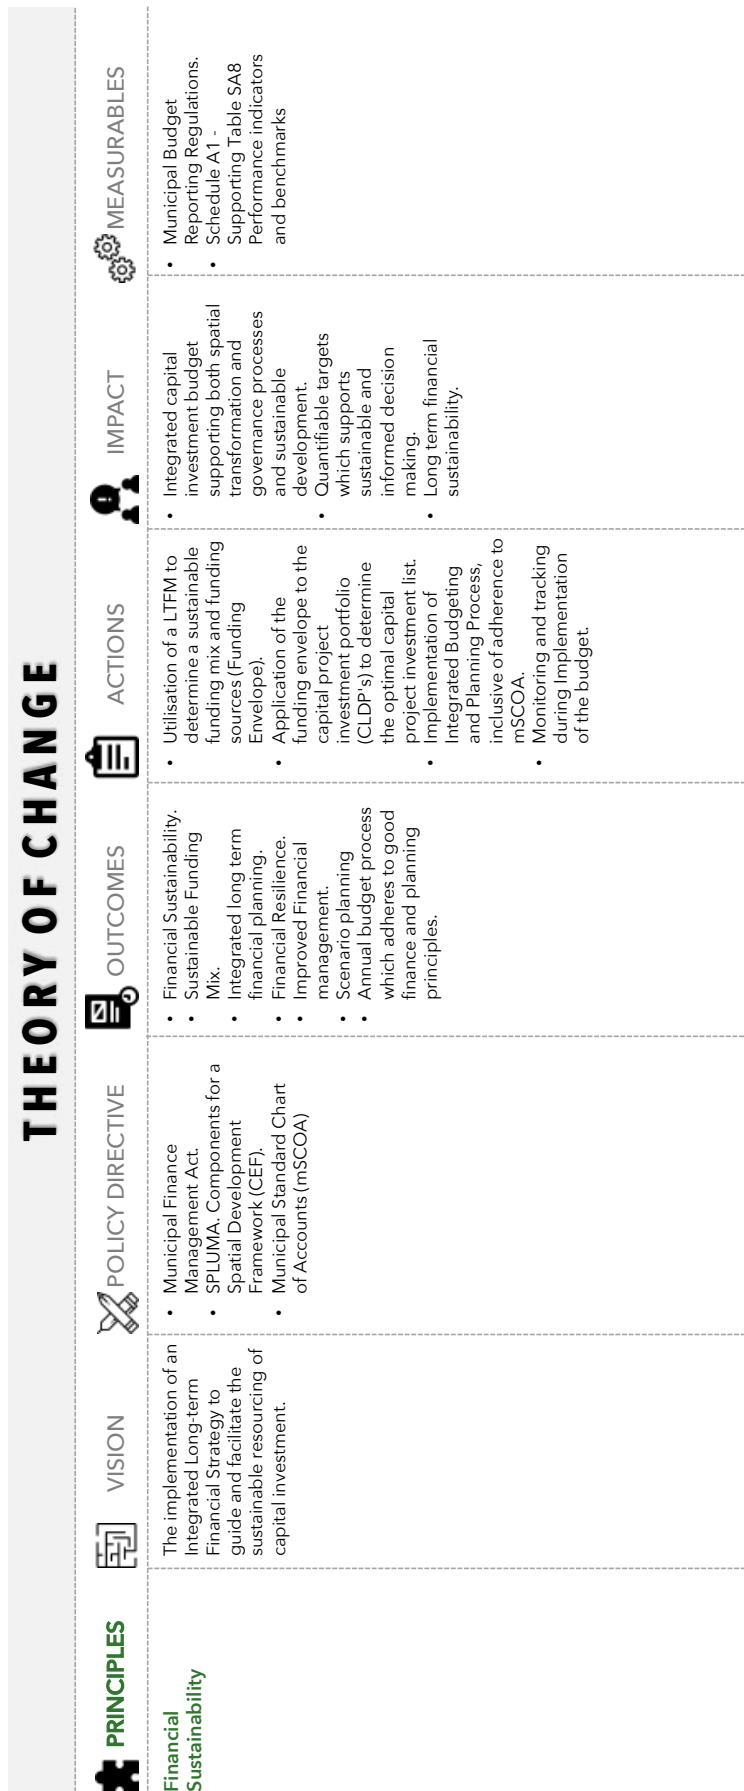 THEORY OF CHANGE
PRINCIPLES
VISION
POLICY DIRECTIVE
OUTCOMES
ACTIONS
IMPACT
MEASURABLES
Financial
Sustainability
The implementation of an
Integrated Long-term
Financial Strategy to
guide and facilitate the
sustainable resourcing of
capital investment.
• Municipal Finance
Management Act.
• SPLUMA. Components for a
Spatial Development
Framework (CEF).
• Municipal Standard Chart
of Accounts (mSCOA)
• Financial Sustainability.
• Sustainable Funding
Mix.
• Integrated long term
financial planning.
• Financial Resilience.
• Improved Financial
management.
• Scenario planning
• Annual budget process
which adheres to good
finance and planning
principles.
• Utilisation of a LTFM to
determine a sustainable
funding mix and funding
sources (Funding
Envelope).
• Application of the
funding envelope to the
capital project
investment portfolio
(CLDP's) to determine
the optimal capital
project investment list.
• Implementation of
Integrated Budgeting
and Planning Process,
inclusive of adherence to
mSCOA.
• Monitoring and tracking
during Implementation
of the budget.
• Integrated capital
investment budget
supporting both spatial
transformation and
governance processes
and sustainable
development.
• Quantifiable targets
which supports
sustainable and
informed decision
making.
• Long term financial
sustainability.
• Municipal Budget
Reporting Regulations.
• Schedule A1 -
Supporting Table SA8
Performance indicators
and benchmarks